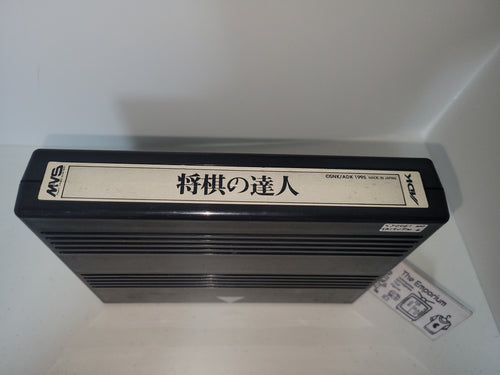 MVS
将棋の達人
©SNK/ADK 1995 MADE IN JAPAN
ADK
The Emporium